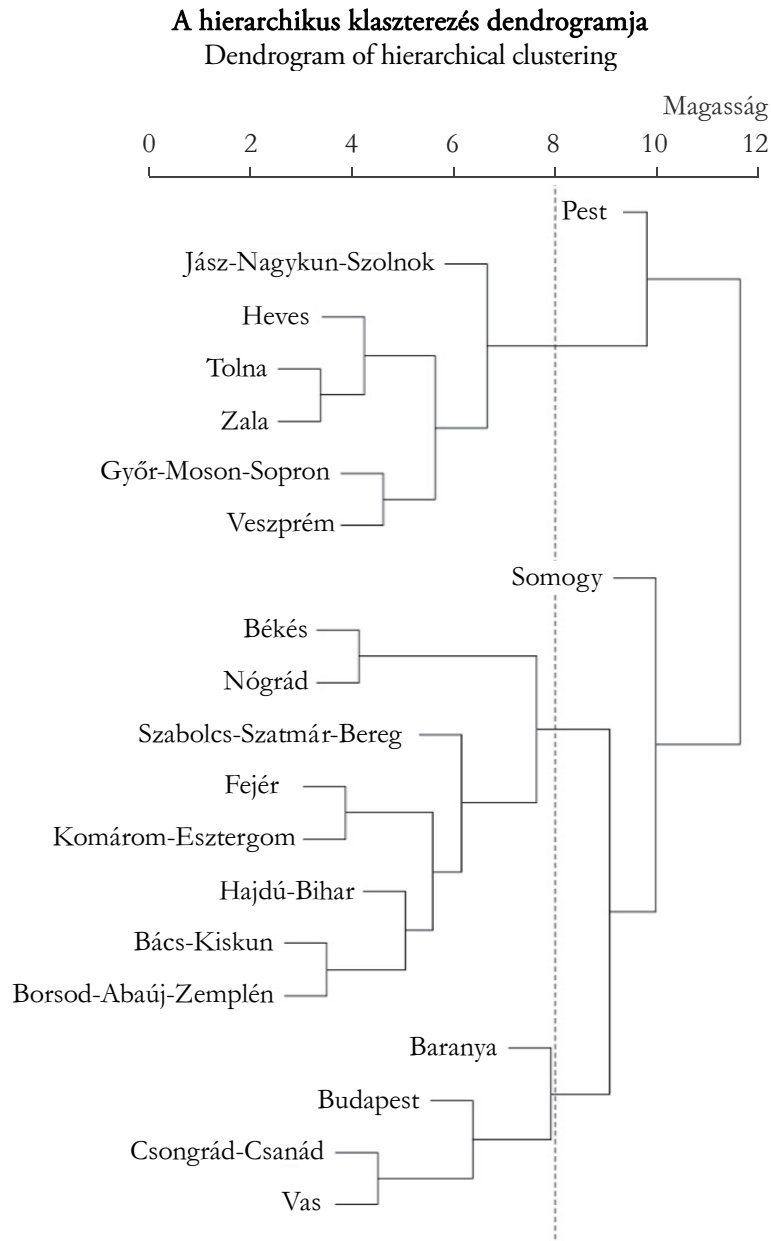 A hierarchikus klaszterezés dendrogramja
Dendrogram of hierarchical clustering
Magasság
0 2 4 6 8 10 12
Pest
Jász-Nagykun-Szolnok
Heves
Tolna
Zala
Győr-Moson-Sopron
Veszprém
Somogy
Békés
Nógrád
Szabolcs-Szatmár-Bereg
Fejér
Komárom-Esztergom
Hajdú-Bihar
Bács-Kiskun
Borsod-Abaúj-Zemplén
Baranya
Budapest
Csongrád-Csanád
Vas